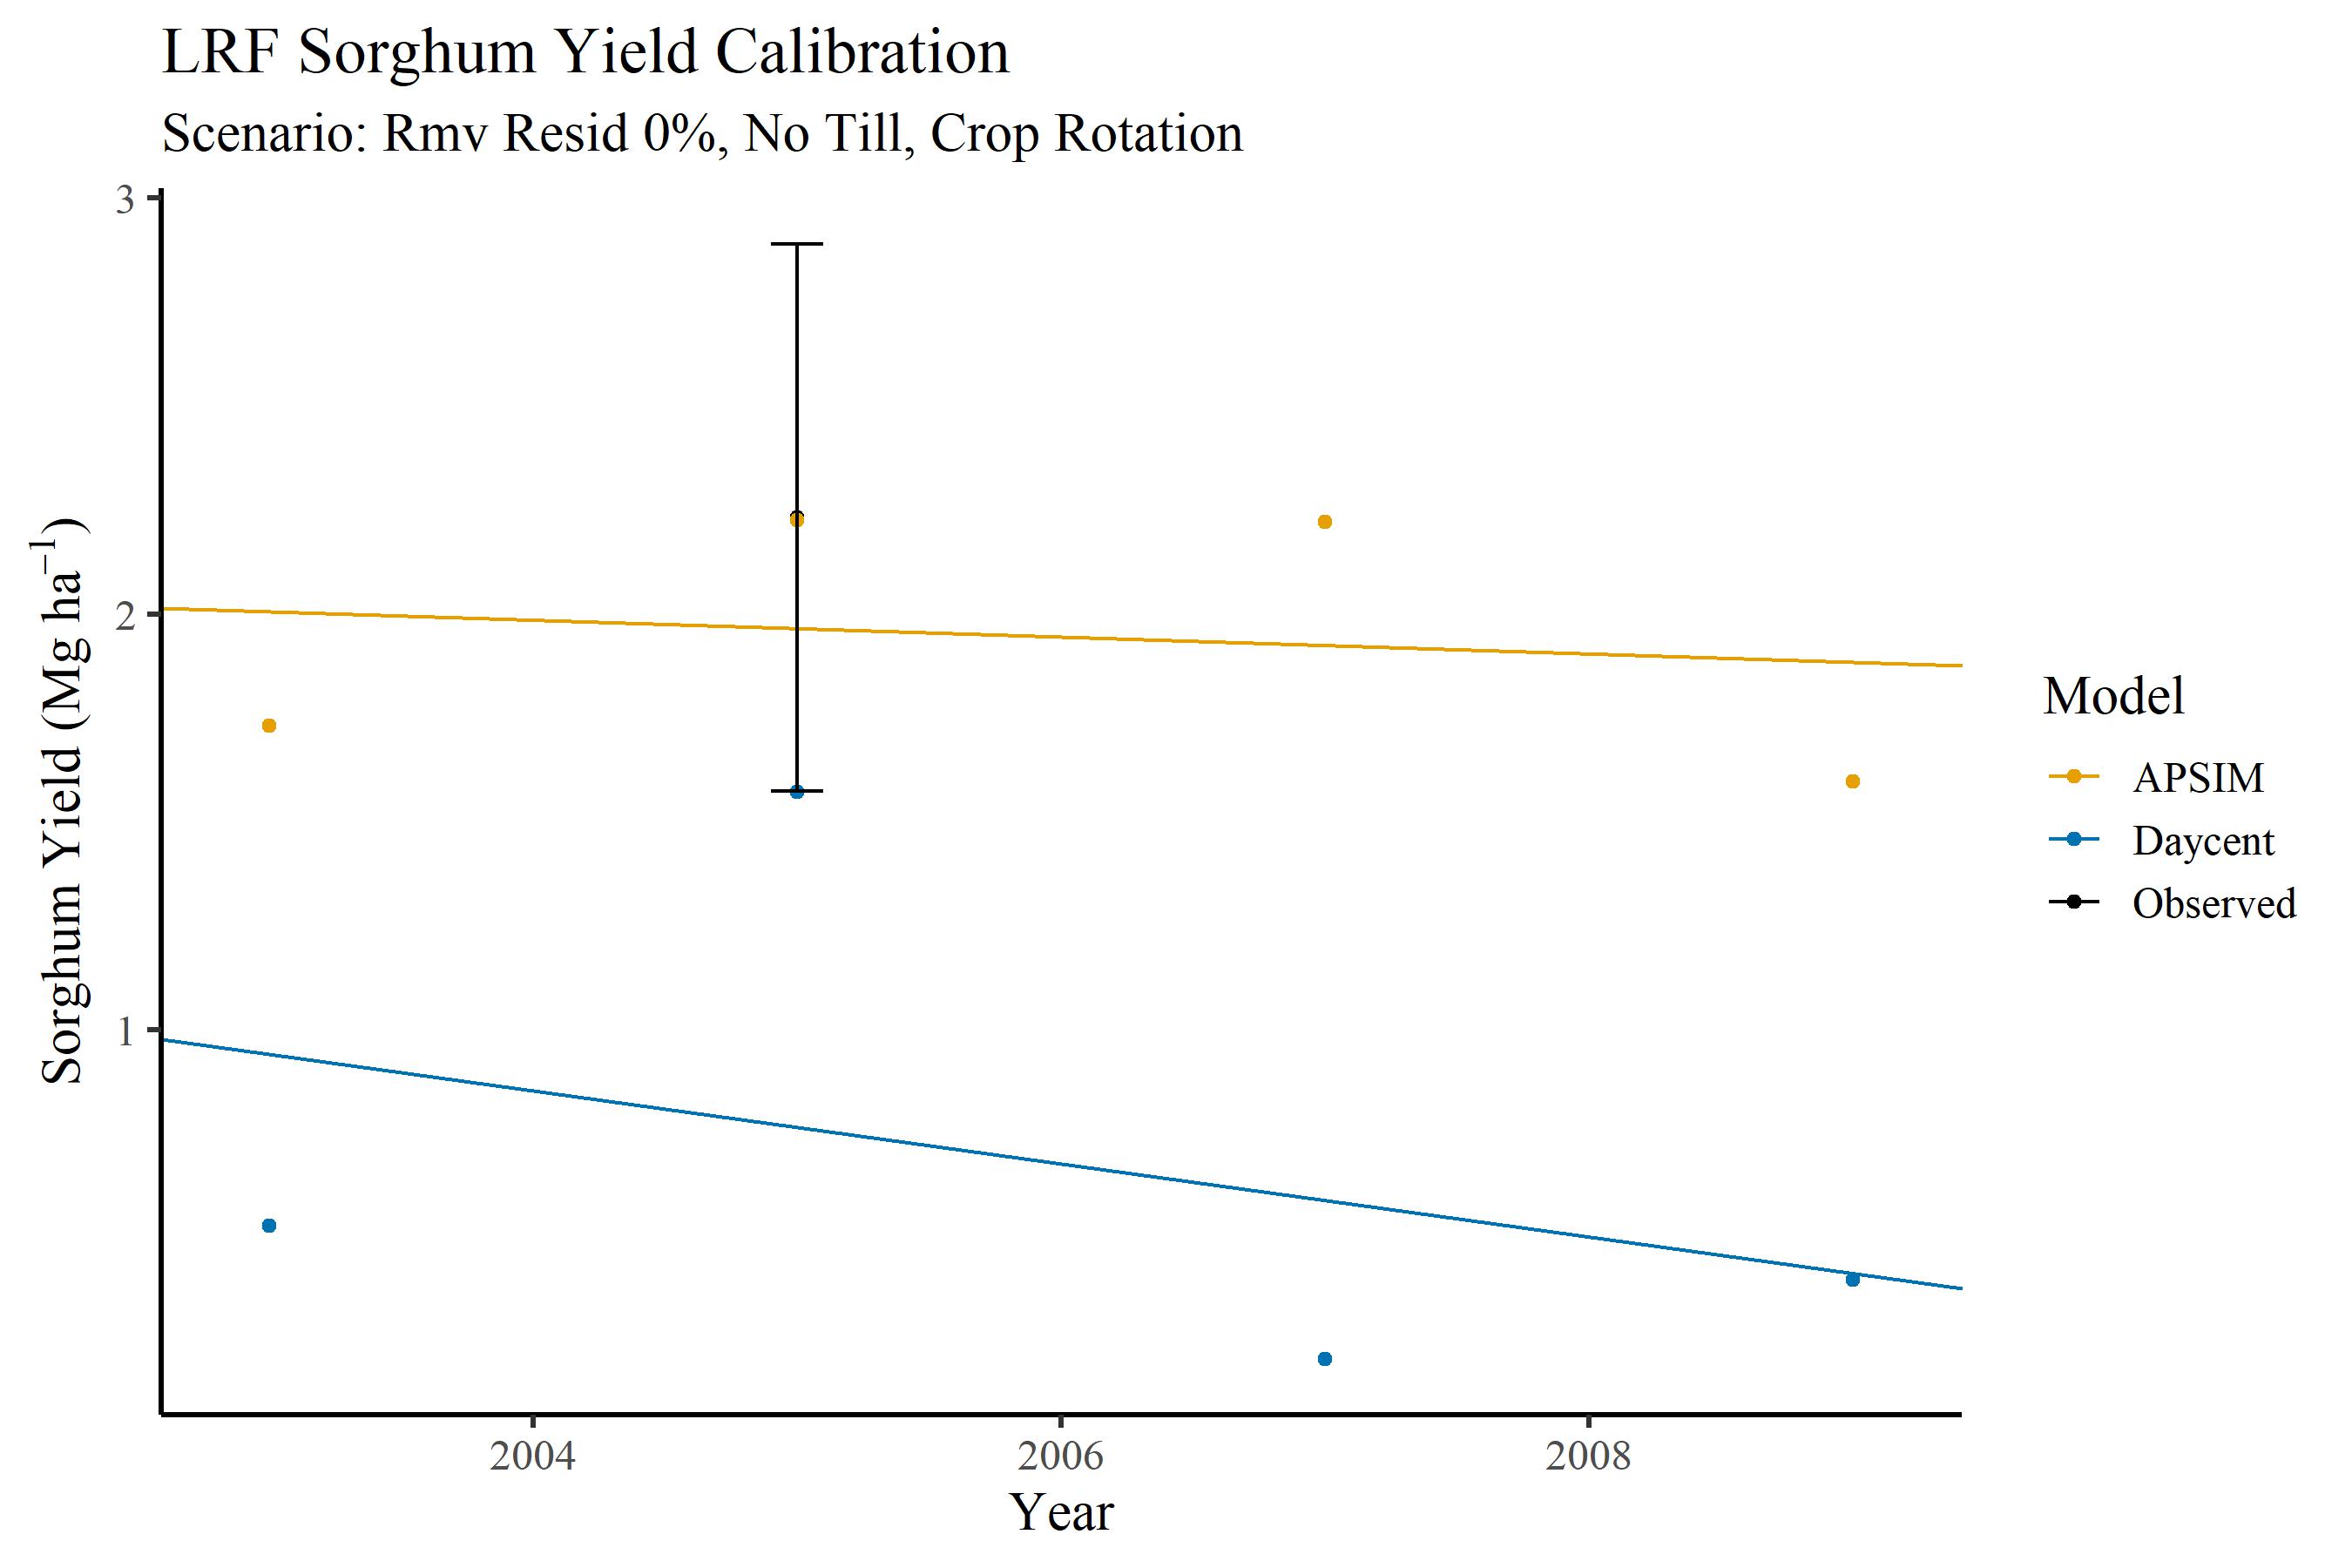 LRF Sorghum Yield Calibration
Scenario: Rmv Resid 0%, No Till, Crop Rotation
Sorghum Yield (Mg ha⁻¹)
3
2
1
2004
2006
2008
Year
Model
APSIM
Daycent
Observed